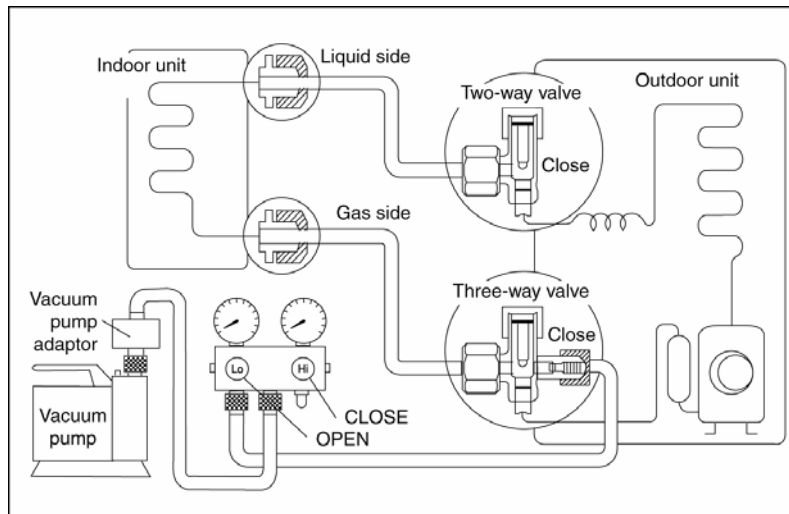 Indoor unit
Liquid side
Two-way valve
Outdoor unit
Close
Gas side
Three-way valve
Close
Vacuum
pump
adaptor
Lo
Hi
CLOSE
OPEN
Vacuum
pump